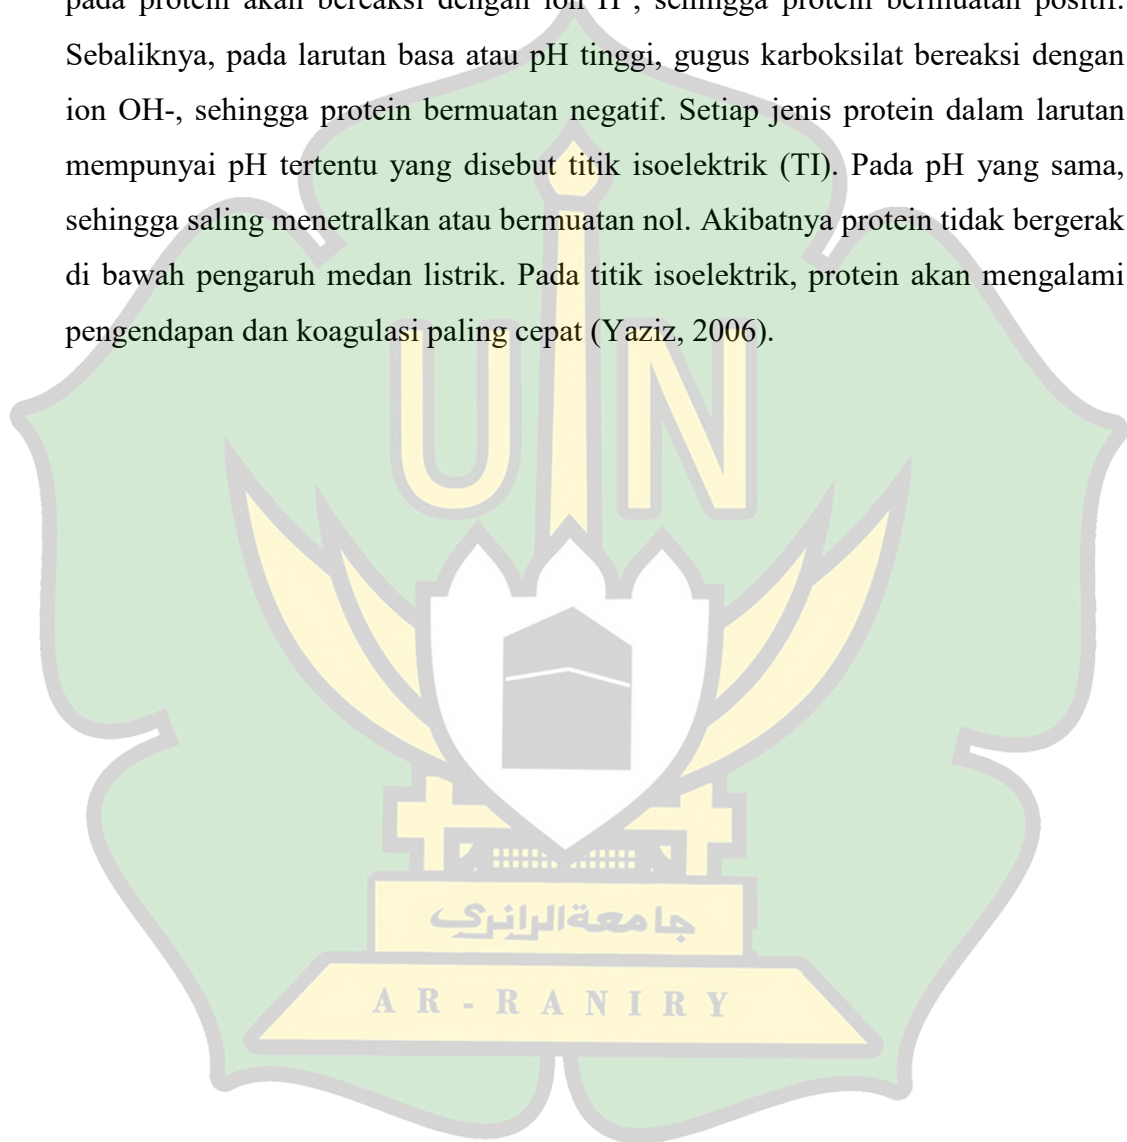 pada protein akan bereaksi dengan ion H⁺, sehingga protein bermuatan positif.
Sebaliknya, pada larutan basa atau pH tinggi, gugus karboksilat bereaksi dengan
ion OH-, sehingga protein bermuatan negatif. Setiap jenis protein dalam larutan
mempunyai pH tertentu yang disebut titik isoelektrik (TI). Pada pH yang sama,
sehingga saling menetralkan atau bermuatan nol. Akibatnya protein tidak bergerak
di bawah pengaruh medan listrik. Pada titik isoelektrik, protein akan mengalami
pengendapan dan koagulasi paling cepat (Yaziz, 2006).
UIN
جامعة الرانري
AR-RANIRY